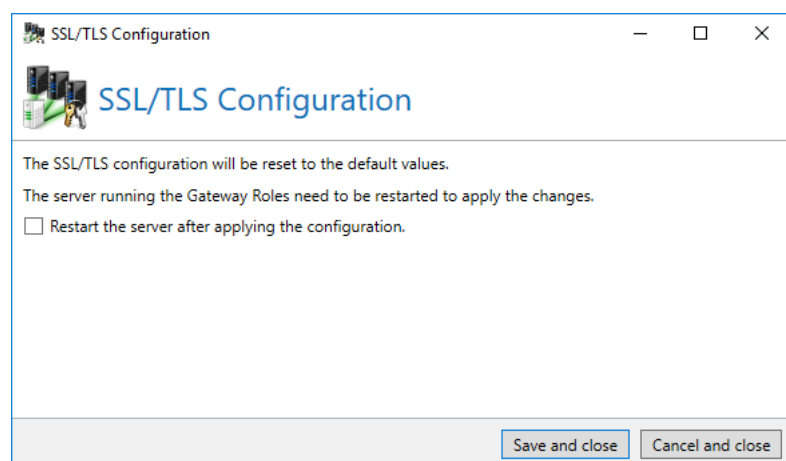 SSL/TLS Configuration
SSL/TLS Configuration
The SSL/TLS configuration will be reset to the default values.
The server running the Gateway Roles need to be restarted to apply the changes.
Restart the server after applying the configuration.
Save and close
Cancel and close